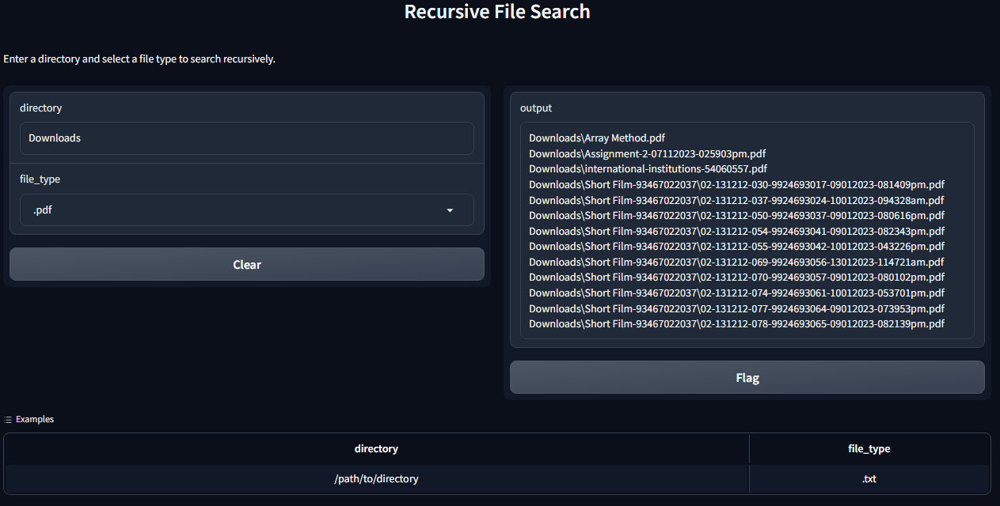 Recursive File Search
Enter a directory and select a file type to search recursively.
directory
Downloads
file_type
.pdf
Clear
output
Downloads\Array Method.pdf
Downloads\Assignment-2-07112023-025903pm.pdf
Downloads\international-institutions-54060557.pdf
Downloads\Short Film-93467022037\02-131212-030-9924693017-09012023-081409pm.pdf
Downloads\Short Film-93467022037\02-131212-037-9924693024-10012023-094328am.pdf
Downloads\Short Film-93467022037\02-131212-050-9924693037-09012023-080616pm.pdf
Downloads\Short Film-93467022037\02-131212-054-9924693041-09012023-082343pm.pdf
Downloads\Short Film-93467022037\02-131212-055-9924693042-10012023-043226pm.pdf
Downloads\Short Film-93467022037\02-131212-069-9924693056-13012023-114721am.pdf
Downloads\Short Film-93467022037\02-131212-070-9924693057-09012023-080102pm.pdf
Downloads\Short Film-93467022037\02-131212-074-9924693061-10012023-053701pm.pdf
Downloads\Short Film-93467022037\02-131212-077-9924693064-09012023-073953pm.pdf
Downloads\Short Film-93467022037\02-131212-078-9924693065-09012023-082139pm.pdf
Flag
Examples
directory file_type
/path/to/directory .txt